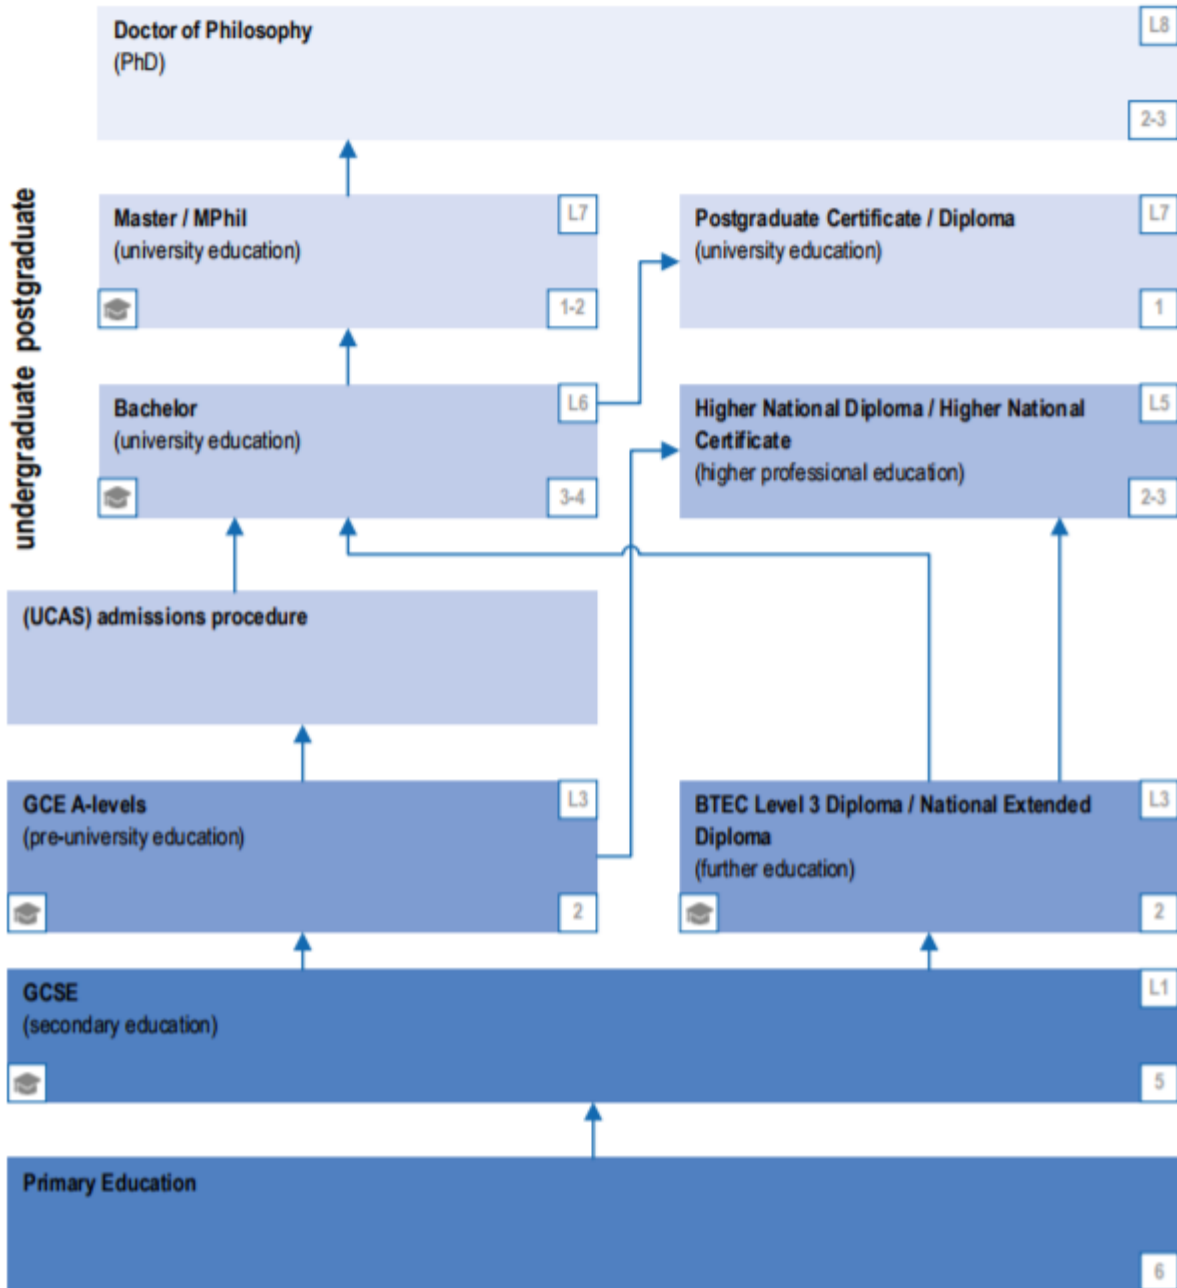 Doctor of Philosophy
(PhD)
L8
2-3
undergraduate postgraduate
Master / MPhil
(university education)
L7
1-2
Postgraduate Certificate / Diploma
(university education)
L7
1
Bachelor
(university education)
L6
3-4
Higher National Diploma / Higher National
Certificate
(higher professional education)
L5
2-3
(UCAS) admissions procedure
GCE A-levels
(pre-university education)
L3
2
BTEC Level 3 Diploma / National Extended
Diploma
(further education)
L3
2
GCSE
(secondary education)
L1
5
Primary Education
6